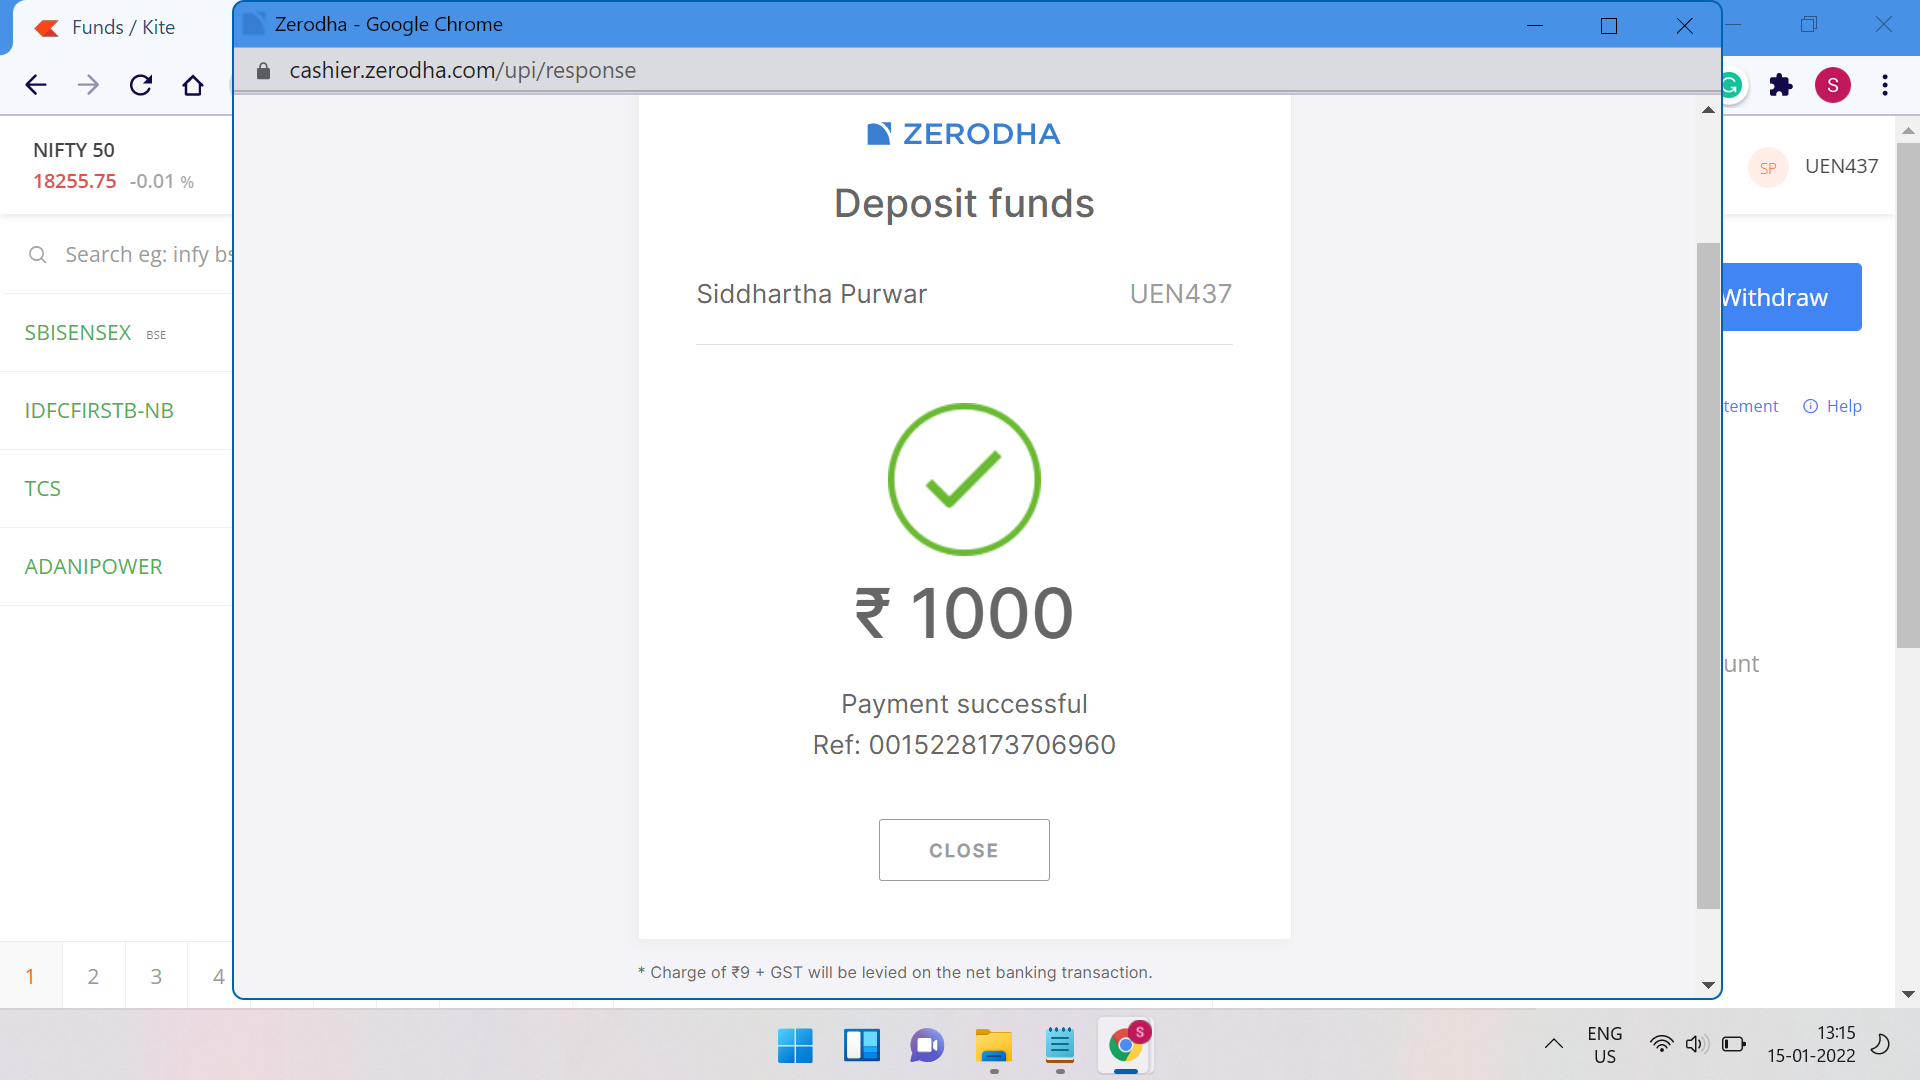 Funds / Kite
Zerodha - Google Chrome
cashier.zerodha.com/upi/response
S
NIFTY 50
18255.75 -0.01 %
SP UEN437
Search eg: infy bs
SBISENSEX BSE
IDFCFIRSTB-NB
TCS
ADANIPOWER
1 2 3 4
ZERODHA
Deposit funds
Siddhartha Purwar UEN437
₹ 1000
Payment successful
Ref: 0015228173706960
CLOSE
* Charge of ₹9 + GST will be levied on the net banking transaction.
Withdraw
tement Help
unt
S
ENG
US
13:15
15-01-2022